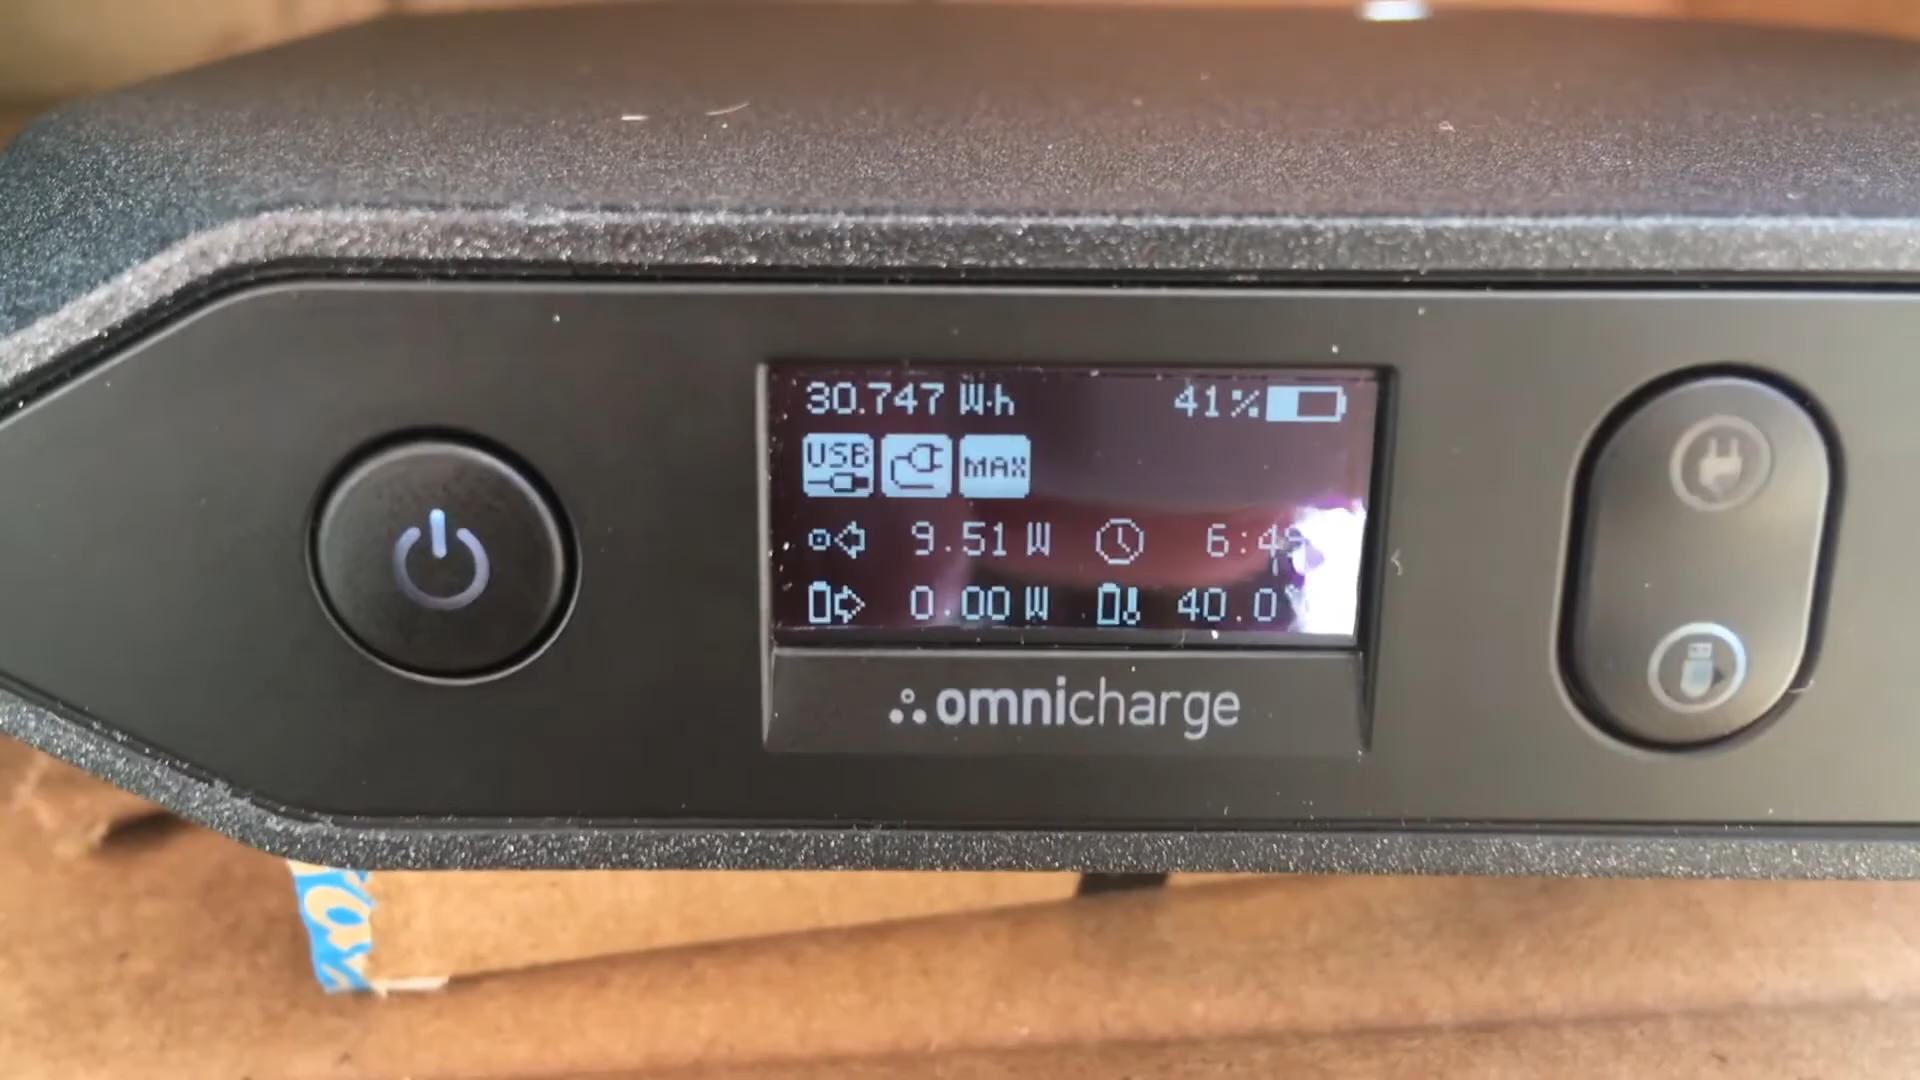 30.747 W·h 41%
USB MAX
9.51 W 6:49
0.00 W 40.0
omnicharge